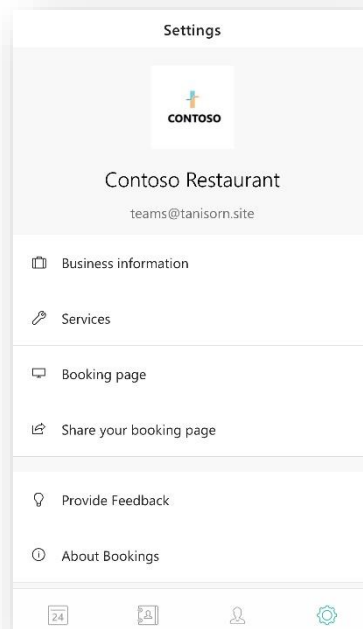 Settings
CONTOSO
Contoso Restaurant
teams@tanisorn.site
Business information
Services
Booking page
Share your booking page
Provide Feedback
About Bookings
24